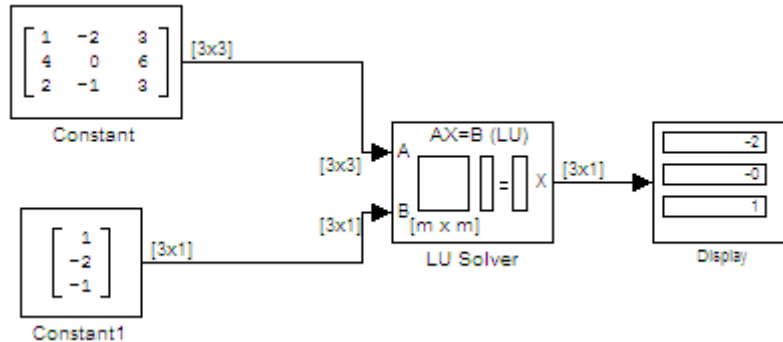 1 -2 3
4 0 6
2 -1 3
[3x3]
Constant
AX=B (LU)
[3x3]
A
X
[3x1]
=
B
[3x1]
[m x m]
LU Solver
-2
-0
1
Display
1
-2
-1
[3x1]
Constant1